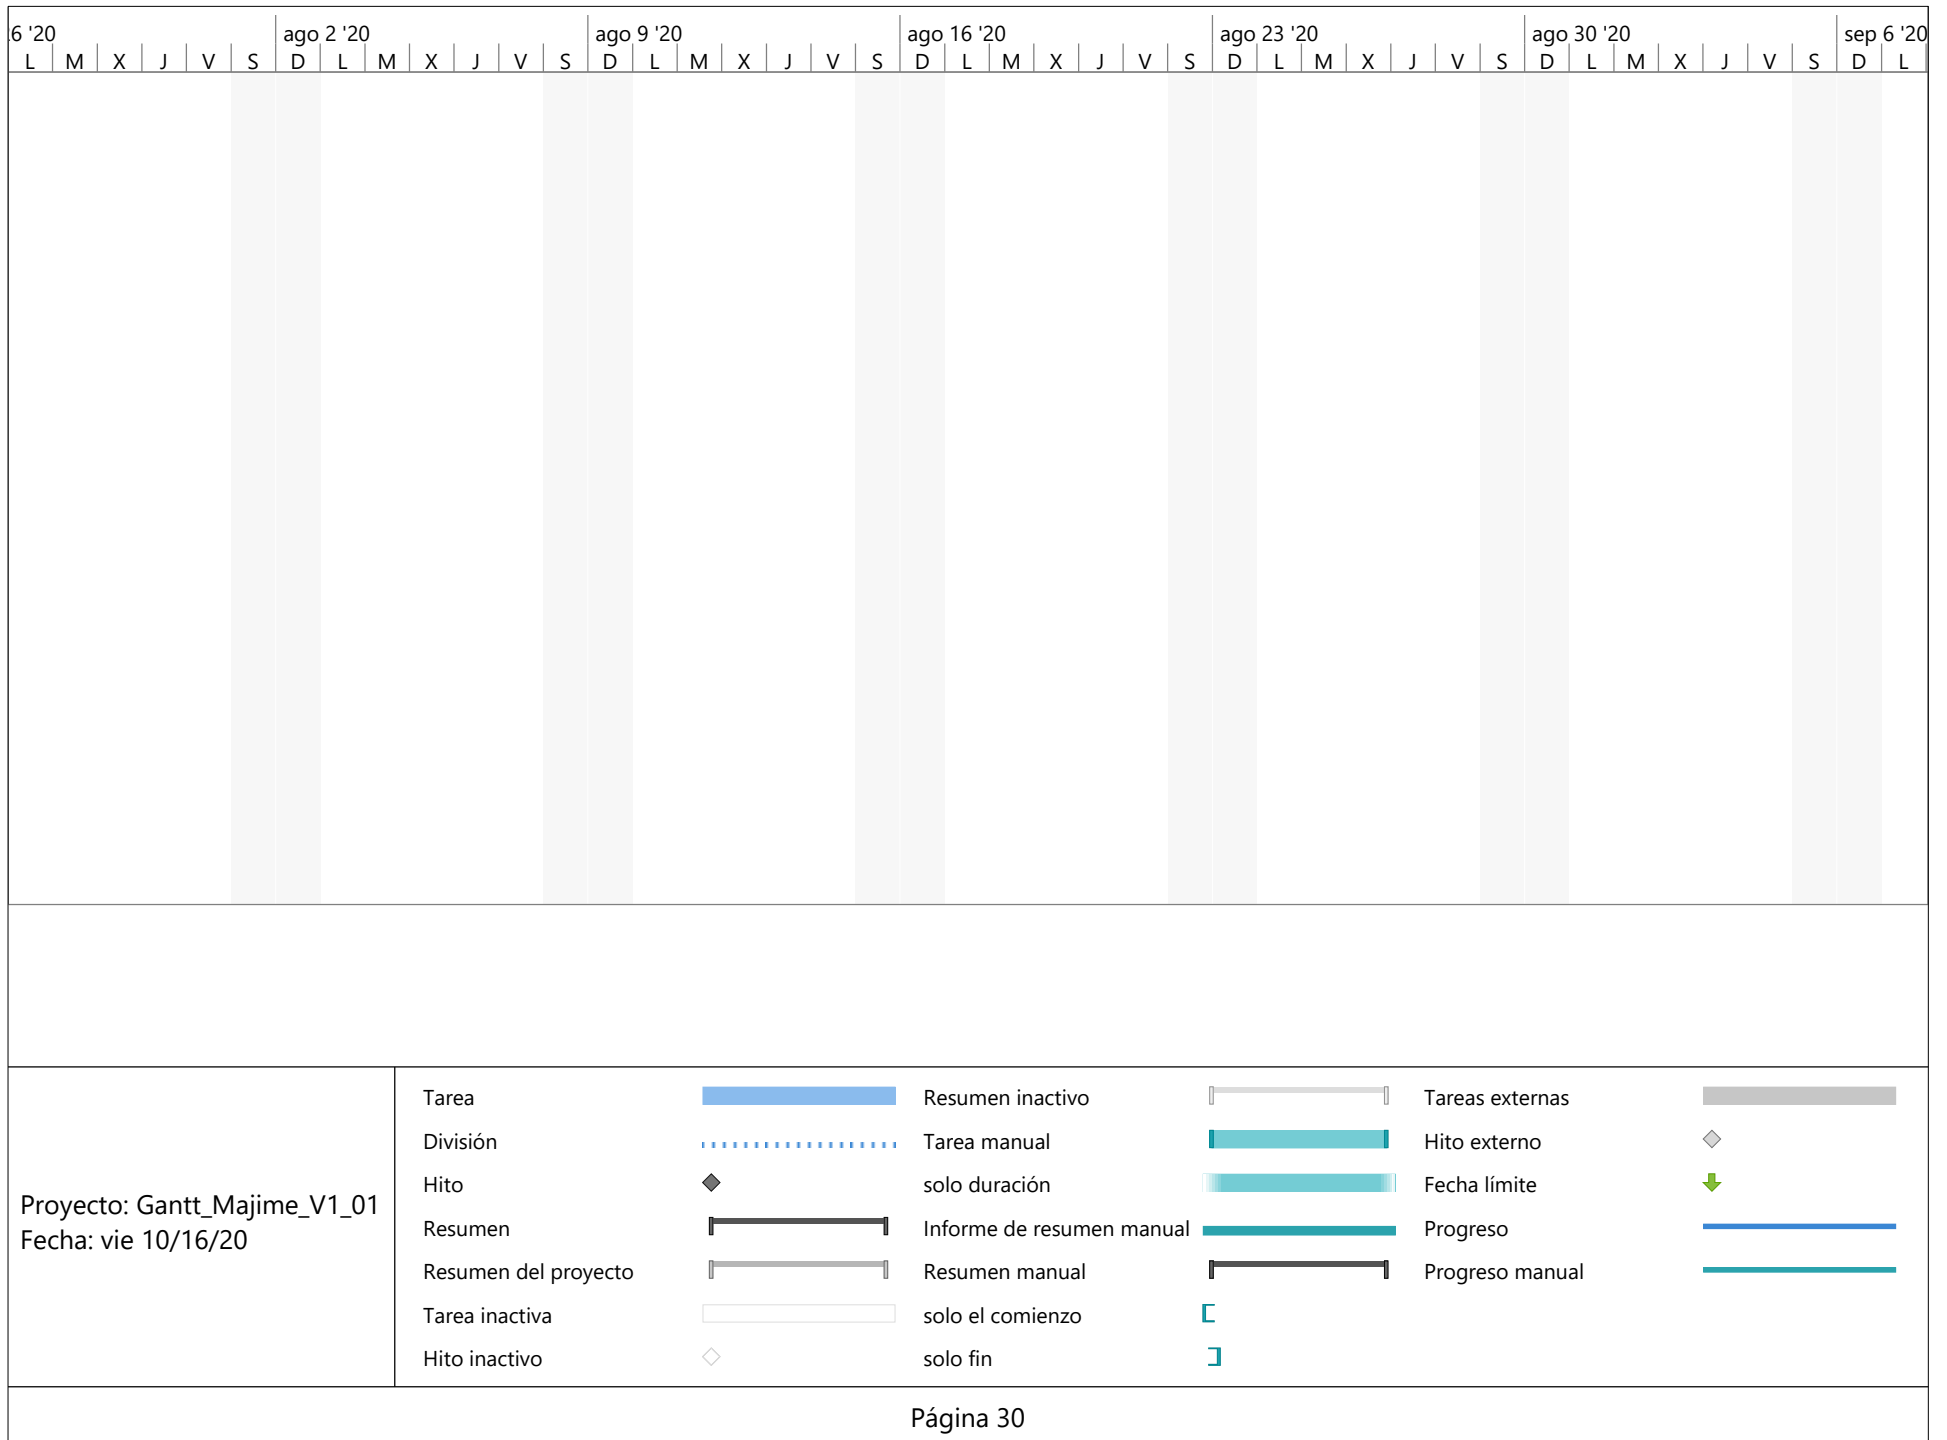 6 '20 ago 2 '20 ago 9 '20 ago 16 '20 ago 23 '20 ago 30 '20 sep 6 '20
L M X J V S D L M X J V S D L M X J V S D L M X J V S D L M X J V S D L M X J V S D L
Proyecto: Gantt_Majime_V1_01
Fecha: vie 10/16/20
Tarea
División
Hito
Resumen
Resumen del proyecto
Tarea inactiva
Hito inactivo
Resumen inactivo
Tarea manual
solo duración
Informe de resumen manual
Resumen manual
solo el comienzo
solo fin
Tareas externas
Hito externo
Fecha límite
Progreso
Progreso manual
Página 30